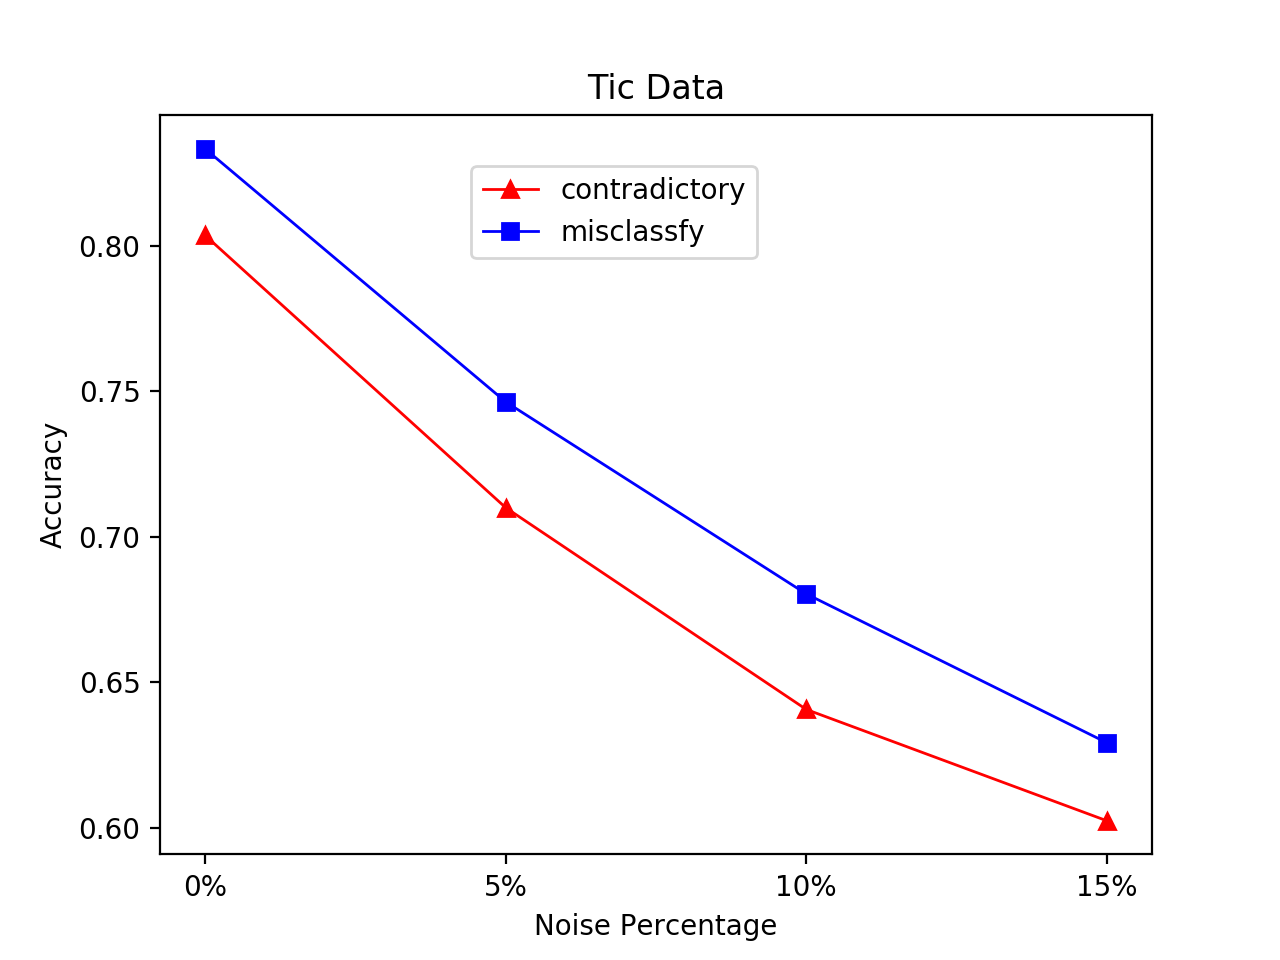 Tic Data
contradictory
misclassfy
0.80
0.75
0.70
0.65
0.60
Accuracy
0% 5% 10% 15%
Noise Percentage